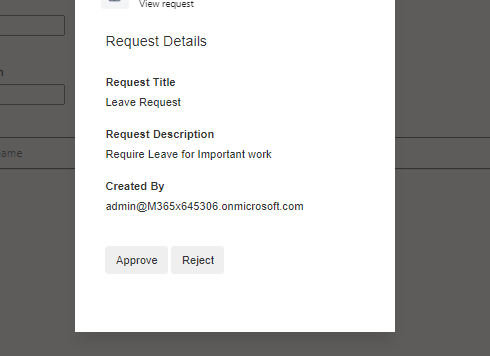 View request
Request Details
Request Title
Leave Request
Request Description
Require Leave for Important work
Created By
admin@M365x645306.onmicrosoft.com
Approve Reject